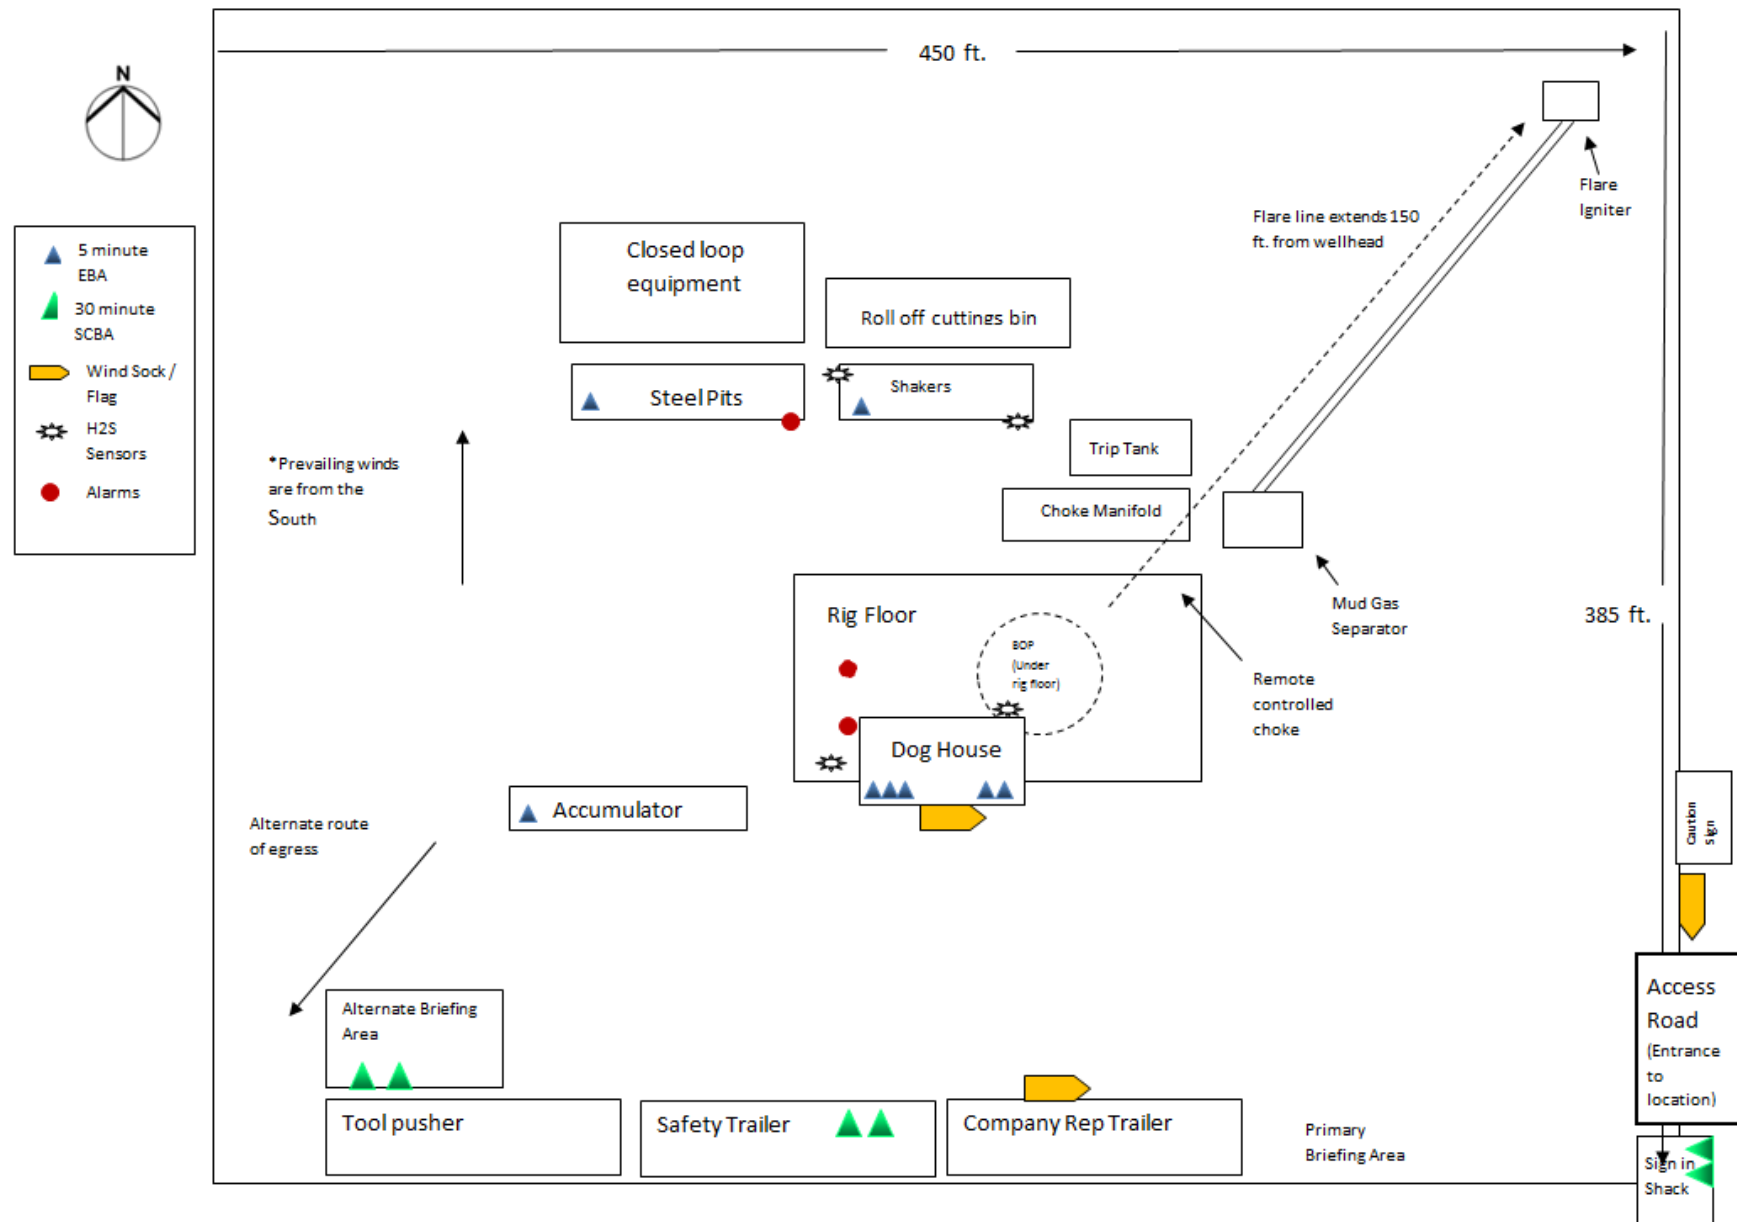 450 ft.
N
Flare
Igniter
Flare line extends 150
ft. from wellhead
5 minute
EBA
30 minute
SCBA
Wind Sock /
Flag
H2S
Sensors
Alarms
Closed loop
equipment
Roll off cuttings bin
Steel Pits
Shakers
Trip Tank
Choke Manifold
*Prevailing winds
are from the
South
Mud Gas
Separator
385 ft.
Rig Floor
BOP
(Under
rig floor)
Remote
controlled
choke
Dog House
Accumulator
Caution
Sign
Alternate route
of egress
Access
Road
(Entrance
to
location)
Alternate Briefing
Area
Tool pusher
Safety Trailer
Company Rep Trailer
Primary
Briefing Area
Sign in
Shack